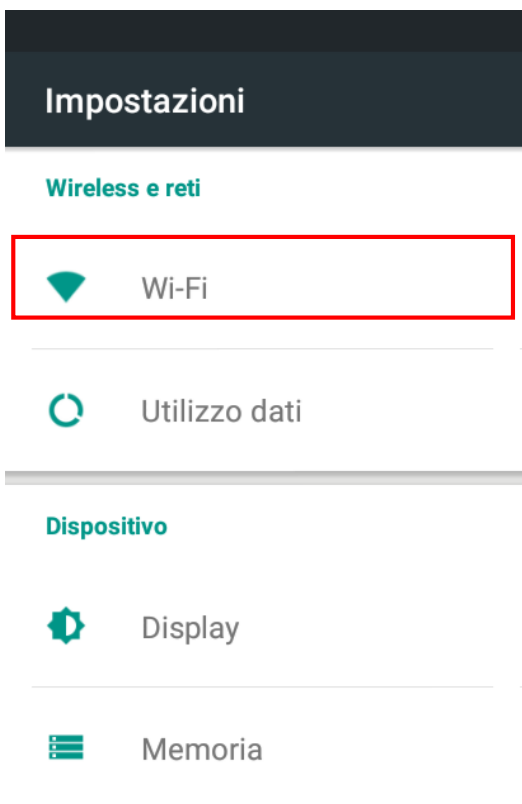 Impostazioni
Wireless e reti
Wi-Fi
Utilizzo dati
Dispositivo
Display
Memoria